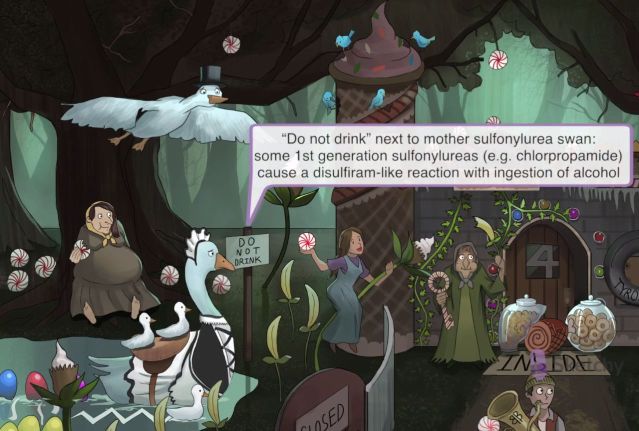 "Do not drink" next to mother sulfonylurea swan:
some 1st generation sulfonylureas (e.g. chlorpropamide)
cause a disulfiram-like reaction with ingestion of alcohol
DO
NOT
DRINK
4
INSIDE
CLOSED